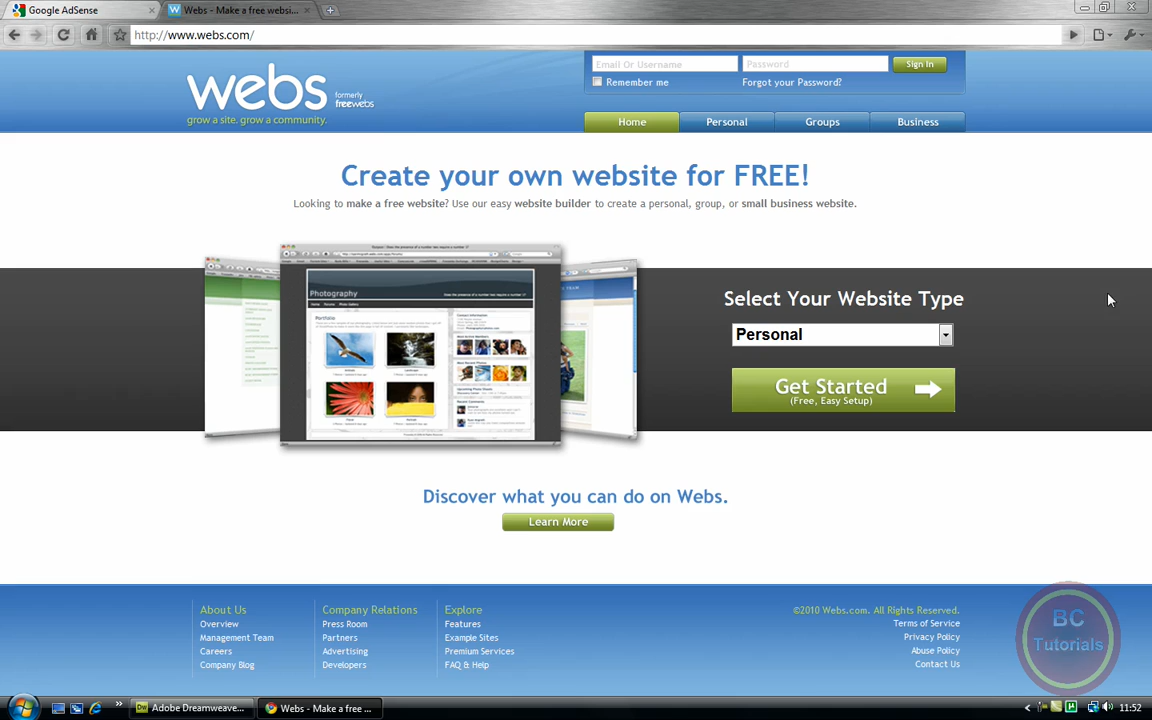 Google AdSense
Webs - Make a free websi...
http://www.webs.com/
webs
formerly
freewebs
grow a site. grow a community.
Email Or Username
Password
Sign In
Remember me
Forgot your Password?
Home
Personal
Groups
Business
Create your own website for FREE!
Looking to make a free website? Use our easy website builder to create a personal, group, or small business website.
Photography
Portfolio
TEAM
Select Your Website Type
Personal
Get Started
(Free, Easy Setup)
Discover what you can do on Webs.
Learn More
About Us
Overview
Management Team
Careers
Company Blog
Company Relations
Press Room
Partners
Advertising
Developers
Explore
Features
Example Sites
Premium Services
FAQ & Help
©2010 Webs.com. All Rights Reserved.
Terms of Service
Privacy Policy
Abuse Policy
Contact Us
BC
Tutorials
Adobe Dreamweave...
Webs - Make a free ...
11:52